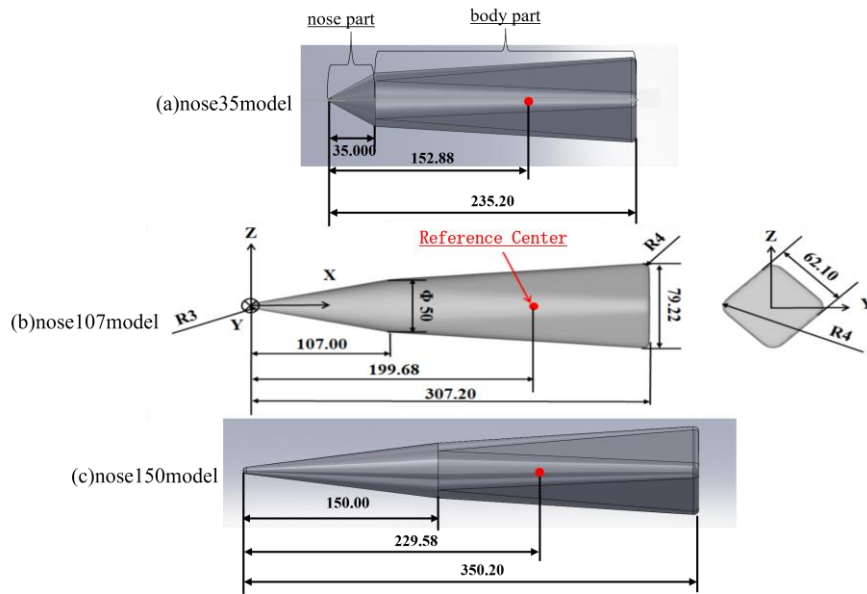 nose part
body part
(a)nose35model
35.000
152.88
235.20
Z
Reference Center
R4
X
Z
62.10
(b)nose107model
R3
Y
Φ 50
79.22
Y
R4
107.00
199.68
307.20
(c)nose150model
150.00
229.58
350.20